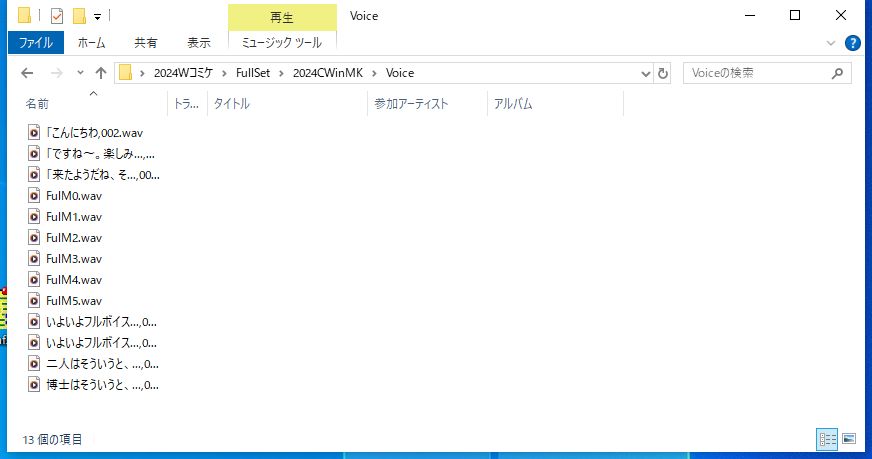 再生
Voice
ファイル ホーム 共有 表示 ミュージック ツール
2024Wコミケ FullSet 2024CWinMK Voice Voiceの検索
名前 トラ... タイトル 参加アーティスト アルバム
「こんにちわ,002.wav
「ですね～。楽しみ...,...
「来たようだね、そ...,00...
FulM0.wav
FulM1.wav
FulM2.wav
FulM3.wav
FulM4.wav
FulM5.wav
いよいよフルボイス...,0...
いよいよフルボイス...,0...
二人はそういうと、...,0...
博士はそういうと、...,0...
13 個の項目